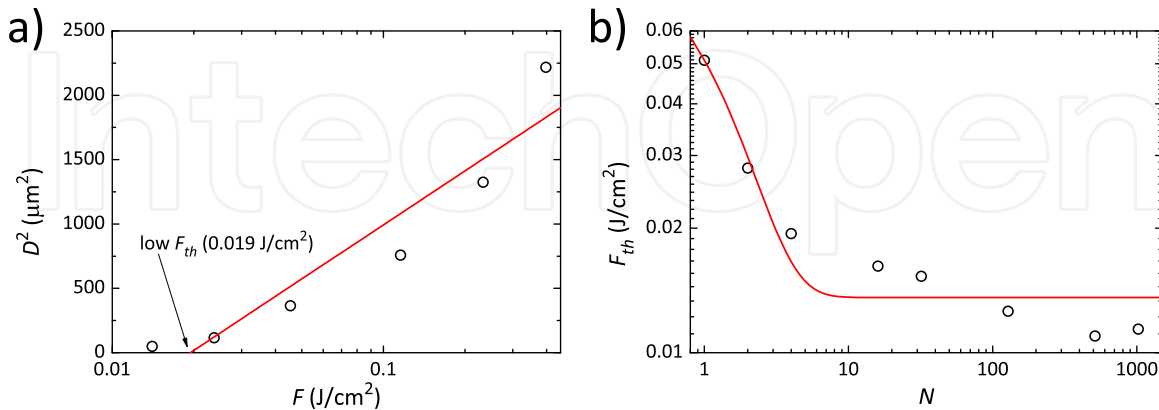 a)
2500
2000
1500
1000
500
0
D² (μm²)
low Fth (0.019 J/cm²)
0.01
0.1
F (J/cm²)
b)
0.06
0.05
0.04
0.03
0.02
0.01
Fth (J/cm²)
1
10
100
1000
N
IntechOpen